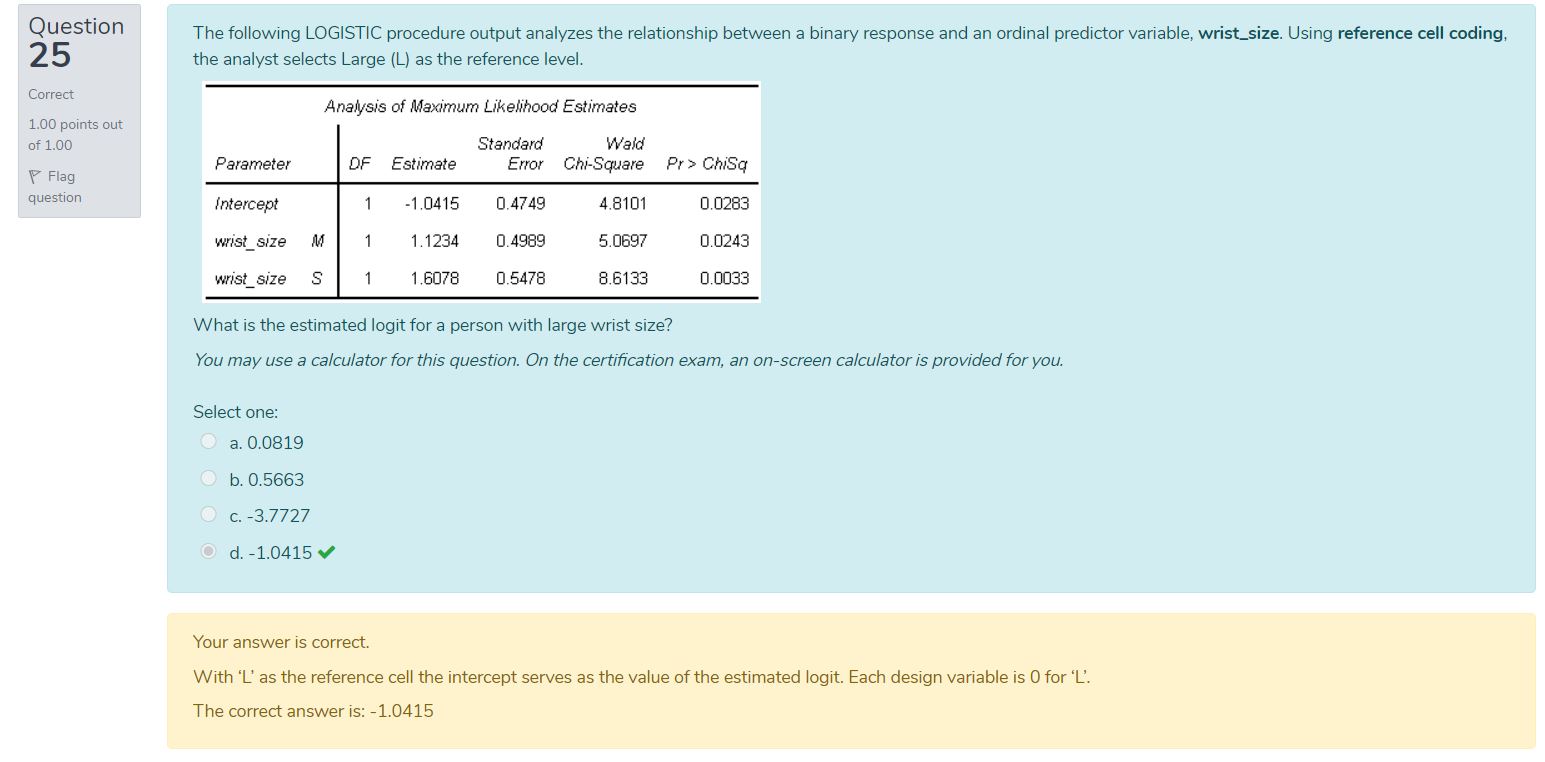 Question
25
Correct
1.00 points out
of 1.00
Flag
question
The following LOGISTIC procedure output analyzes the relationship between a binary response and an ordinal predictor variable, wrist_size. Using reference cell coding,
the analyst selects Large (L) as the reference level.
Analysis of Maximum Likelihood Estimates
Standard Wald
Parameter DF Estimate Error Chi-Square Pr > ChiSq
Intercept 1 -1.0415 0.4749 4.8101 0.0283
wrist_size M 1 1.1234 0.4989 5.0697 0.0243
wrist_size S 1 1.6078 0.5478 8.6133 0.0033
What is the estimated logit for a person with large wrist size?
You may use a calculator for this question. On the certification exam, an on-screen calculator is provided for you.
Select one:
a. 0.0819
b. 0.5663
c. -3.7727
d. -1.0415
Your answer is correct.
With ‘L’ as the reference cell the intercept serves as the value of the estimated logit. Each design variable is 0 for ‘L’.
The correct answer is: -1.0415